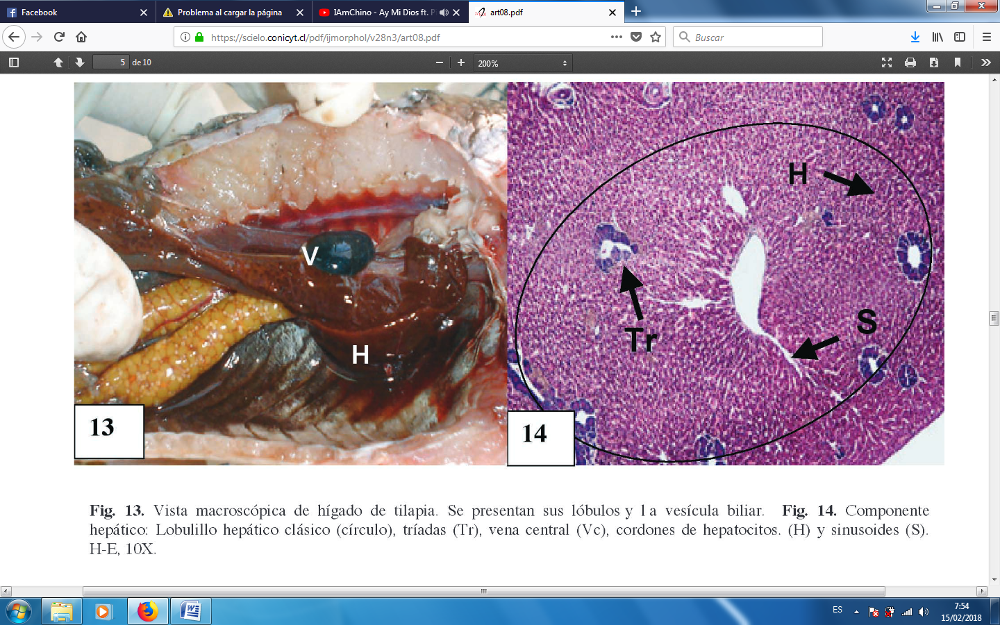 Facebook
Problema al cargar la página
IAmChino - Ay Mi Dios ft. P
art08.pdf
https://scielo.conicyt.cl/pdf/ijmorphol/v28n3/art08.pdf
Buscar
5 de 10
200%
V
H
13
H
Tr
S
14
Fig. 13. Vista macroscópica de hígado de tilapia. Se presentan sus lóbulos y l a vesícula biliar. Fig. 14. Componente
hepático: Lobulillo hepático clásico (círculo), tríadas (Tr), vena central (Vc), cordones de hepatocitos. (H) y sinusoides (S).
H-E, 10X.
ES
7:54
15/02/2018